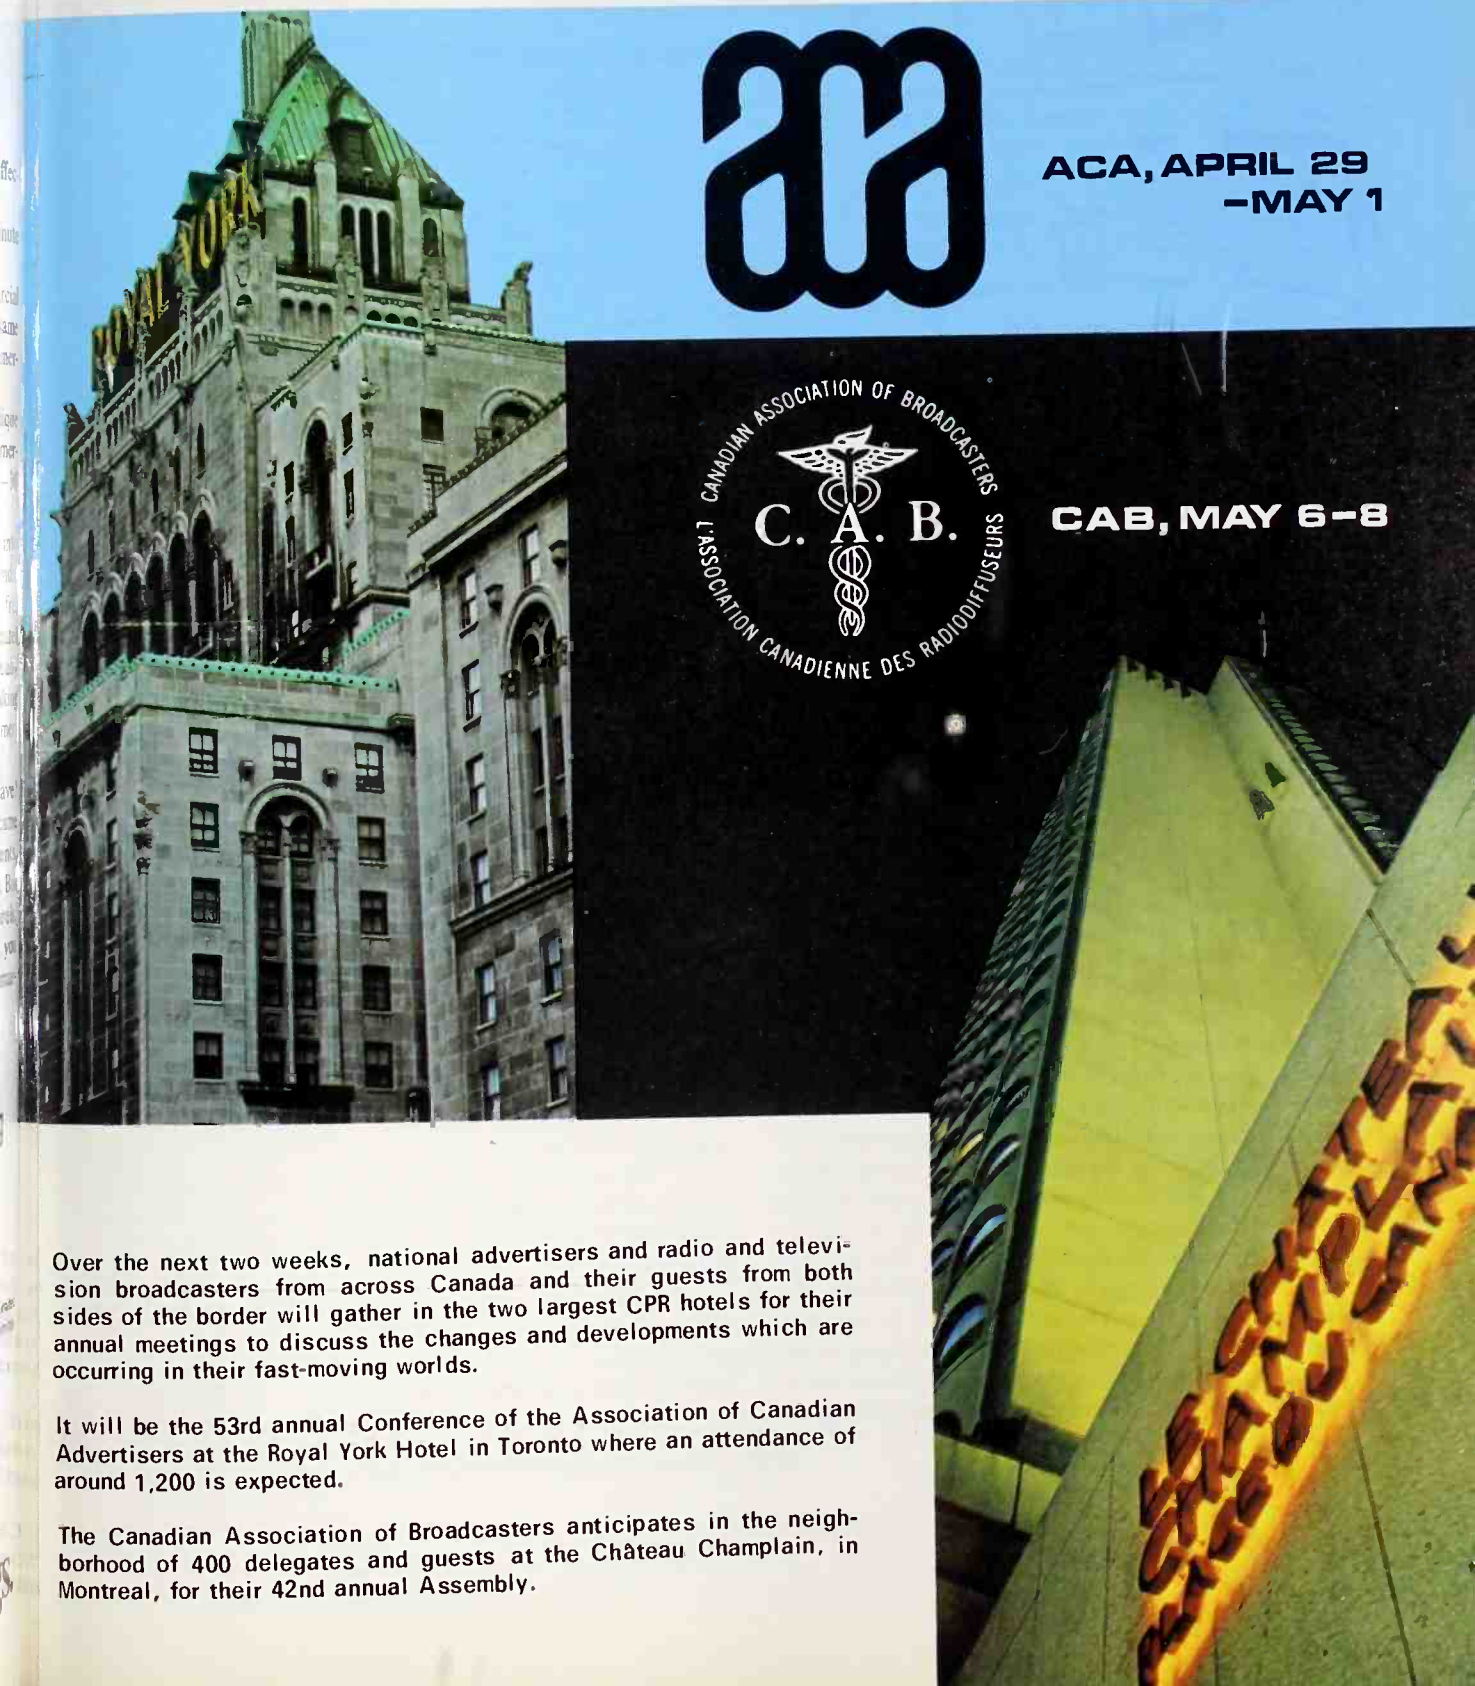 ROYAL YORK
aca
ACA, APRIL 29
–MAY 1
CANADIAN ASSOCIATION OF BROADCASTERS
C. A. B.
L'ASSOCIATION CANADIENNE DES RADIODIFFUSEURS
CAB, MAY 6–8
LE CHATEA
CHAMPL
PLACE DU CANA
Over the next two weeks, national advertisers and radio and televi-
sion broadcasters from across Canada and their guests from both
sides of the border will gather in the two largest CPR hotels for their
annual meetings to discuss the changes and developments which are
occurring in their fast-moving worlds.
It will be the 53rd annual Conference of the Association of Canadian
Advertisers at the Royal York Hotel in Toronto where an attendance of
around 1,200 is expected.
The Canadian Association of Broadcasters anticipates in the neigh-
borhood of 400 delegates and guests at the Château Champlain, in
Montreal, for their 42nd annual Assembly.